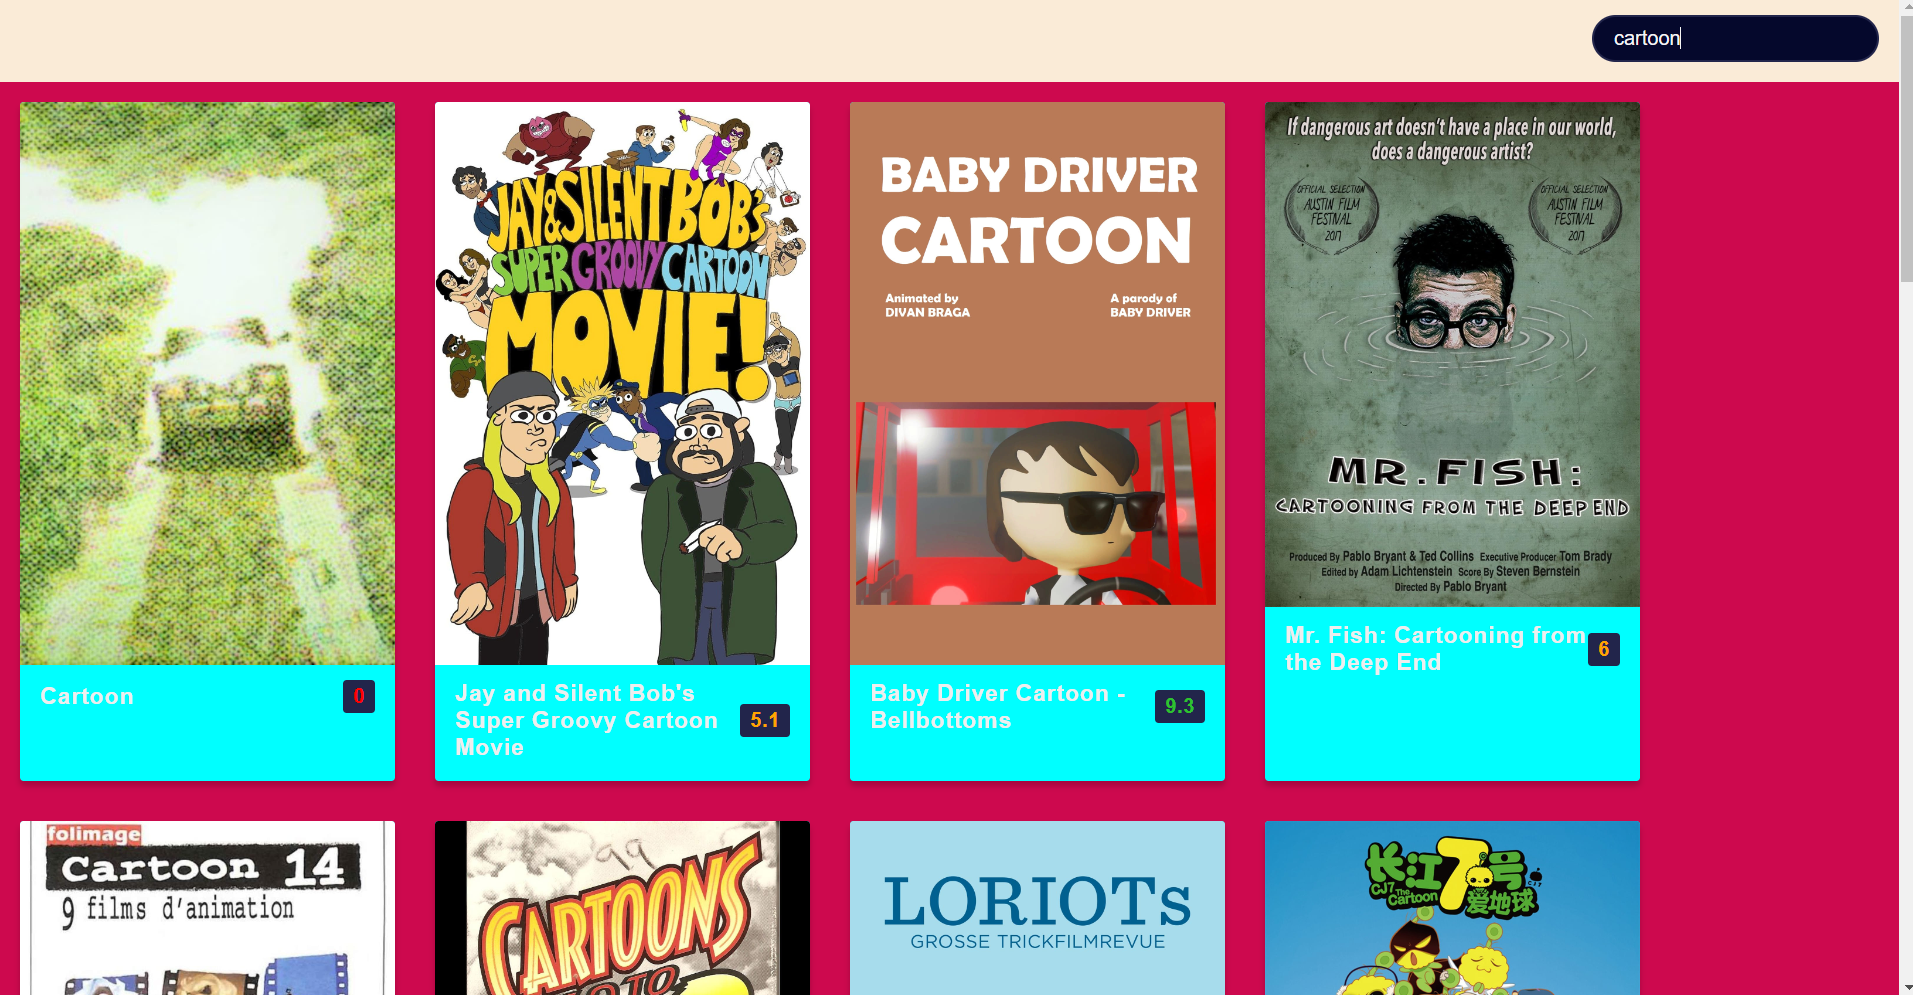 cartoon
JAY & SILENT BOB's
SUPER GROOVY CARTOON
MOVIE!
BABY DRIVER
CARTOON
Animated by
DIVAN BRAGA
A parody of
BABY DRIVER
If dangerous art doesn't have a place in our world,
does a dangerous artist?
OFFICIAL SELECTION
AUSTIN FILM
FESTIVAL
2017
OFFICIAL SELECTION
AUSTIN FILM
FESTIVAL
2017
MR. FISH:
CARTOONING FROM THE DEEP END
Produced By Pablo Bryant & Ted Collins Executive Producer Tom Brady
Edited by Adam Lichtenstein Score By Steven Bernstein
Directed By Pablo Bryant
Cartoon
0
Jay and Silent Bob's
Super Groovy Cartoon
Movie
5.1
Baby Driver Cartoon -
Bellbottoms
9.3
Mr. Fish: Cartooning from
the Deep End
6
folimage
Cartoon 14
9 films d'animation
99
CARTOONS
LORIOTs
GROSSE TRICKFILMREVUE
长江7号
CJ7 The
Cartoon
爱地球
CJ7